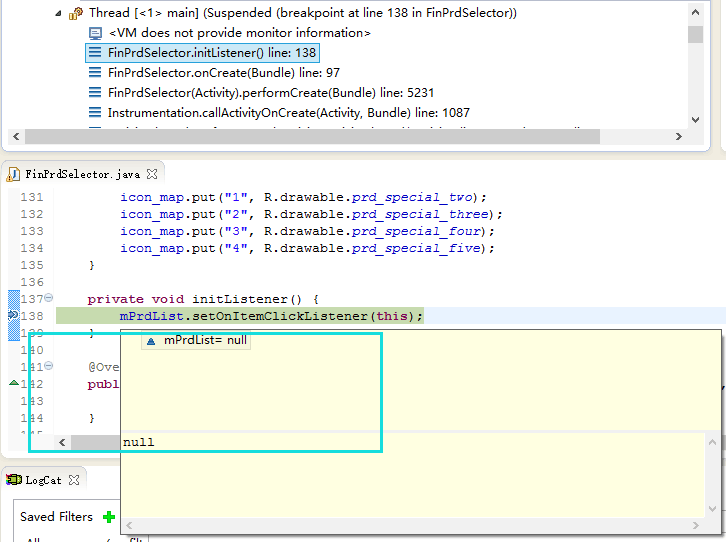 Thread [<1> main] (Suspended (breakpoint at line 138 in FinPrdSelector))
<VM does not provide monitor information>
FinPrdSelector.initListener() line: 138
FinPrdSelector.onCreate(Bundle) line: 97
FinPrdSelector(Activity).performCreate(Bundle) line: 5231
Instrumentation.callActivityOnCreate(Activity, Bundle) line: 1087
FinPrdSelector.java
131 icon_map.put("1", R.drawable.prd_special_two);
132 icon_map.put("2", R.drawable.prd_special_three);
133 icon_map.put("3", R.drawable.prd_special_four);
134 icon_map.put("4", R.drawable.prd_special_five);
135 }
136
137 private void initListener() {
138 mPrdList.setOnItemClickListener(this);
139 }
mPrdList= null
140
141 @Ove
142 publ
143
144 }
null
LogCat
Saved Filters